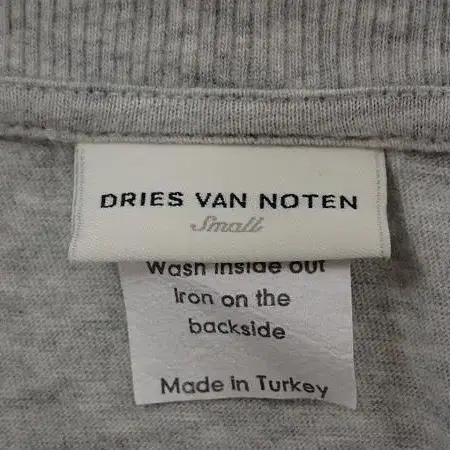 DRIES VAN NOTEN
Small
Wash inside out
Iron on the
backside
Made in Turkey